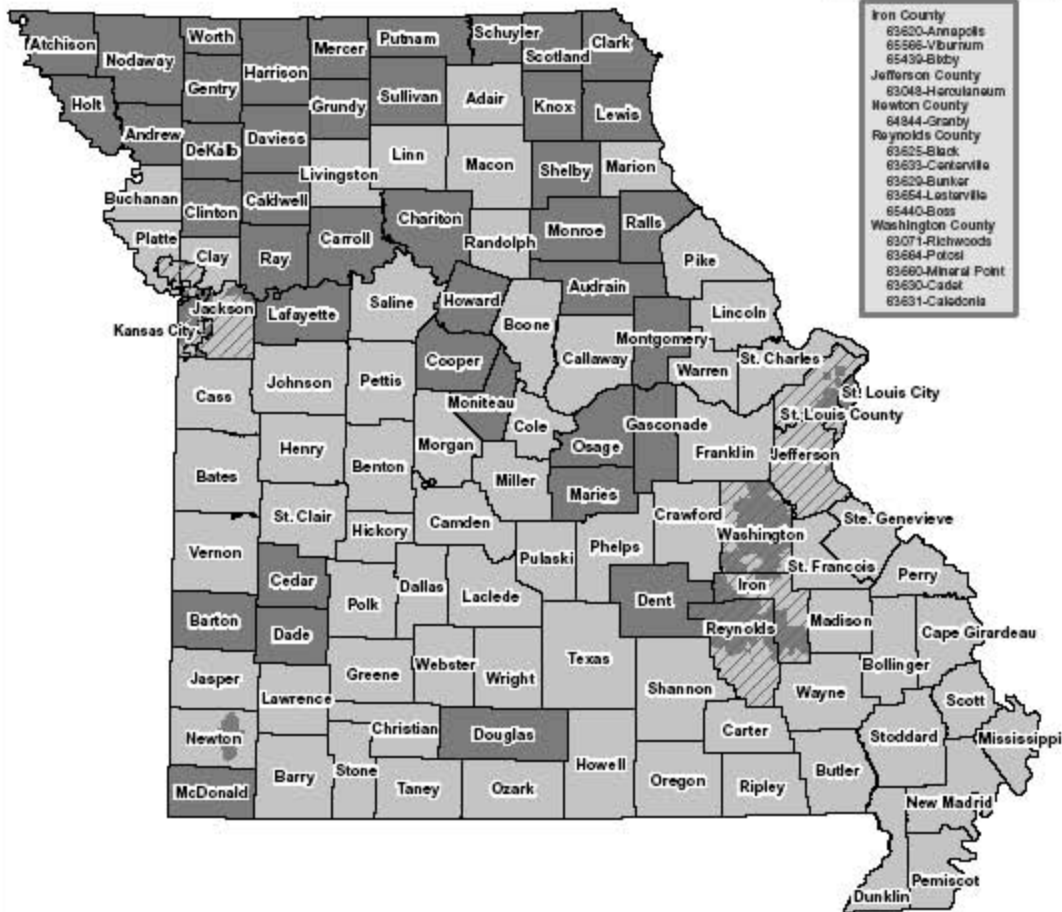 Iron County
63620-Annapolis
65566-Viburnum
65439-Bixby
Jefferson County
63048-Herculaneum
Newton County
64844-Granby
Reynolds County
63625-Black
63633-Centerville
63629-Bunker
63654-Lesterville
65440-Boss
Washington County
63071-Richwoods
63664-Potosi
63660-Mineral Point
63630-Cadet
63631-Caledonia
Atchison
Nodaway
Worth
Harrison
Mercer
Putnam
Schuyler
Scotland
Clark
Holt
Gentry
Grundy
Sullivan
Adair
Knox
Lewis
Andrew
DeKalb
Daviess
Livingston
Linn
Macon
Shelby
Marion
Buchanan
Clinton
Caldwell
Chariton
Randolph
Monroe
Ralls
Platte
Clay
Ray
Carroll
Pike
Kansas City
Jackson
Lafayette
Saline
Howard
Boone
Audrain
Callaway
Montgomery
Lincoln
Warren
St. Charles
St. Louis City
St. Louis County
Cass
Johnson
Pettis
Cooper
Moniteau
Cole
Osage
Gasconade
Franklin
Jefferson
Bates
Henry
Benton
Morgan
Miller
Maries
St. Clair
Hickory
Camden
Pulaski
Phelps
Crawford
Washington
Ste. Genevieve
St. Francois
Perry
Vernon
Cedar
Polk
Dallas
Laclede
Dent
Iron
Reynolds
Madison
Bollinger
Cape Girardeau
Barton
Dade
Greene
Webster
Wright
Texas
Shannon
Wayne
Scott
Mississippi
Jasper
Lawrence
Newton
Christian
Douglas
Howell
Carter
Stoddard
McDonald
Barry
Stone
Taney
Ozark
Oregon
Ripley
Butler
New Madrid
Dunklin
Pemiscot